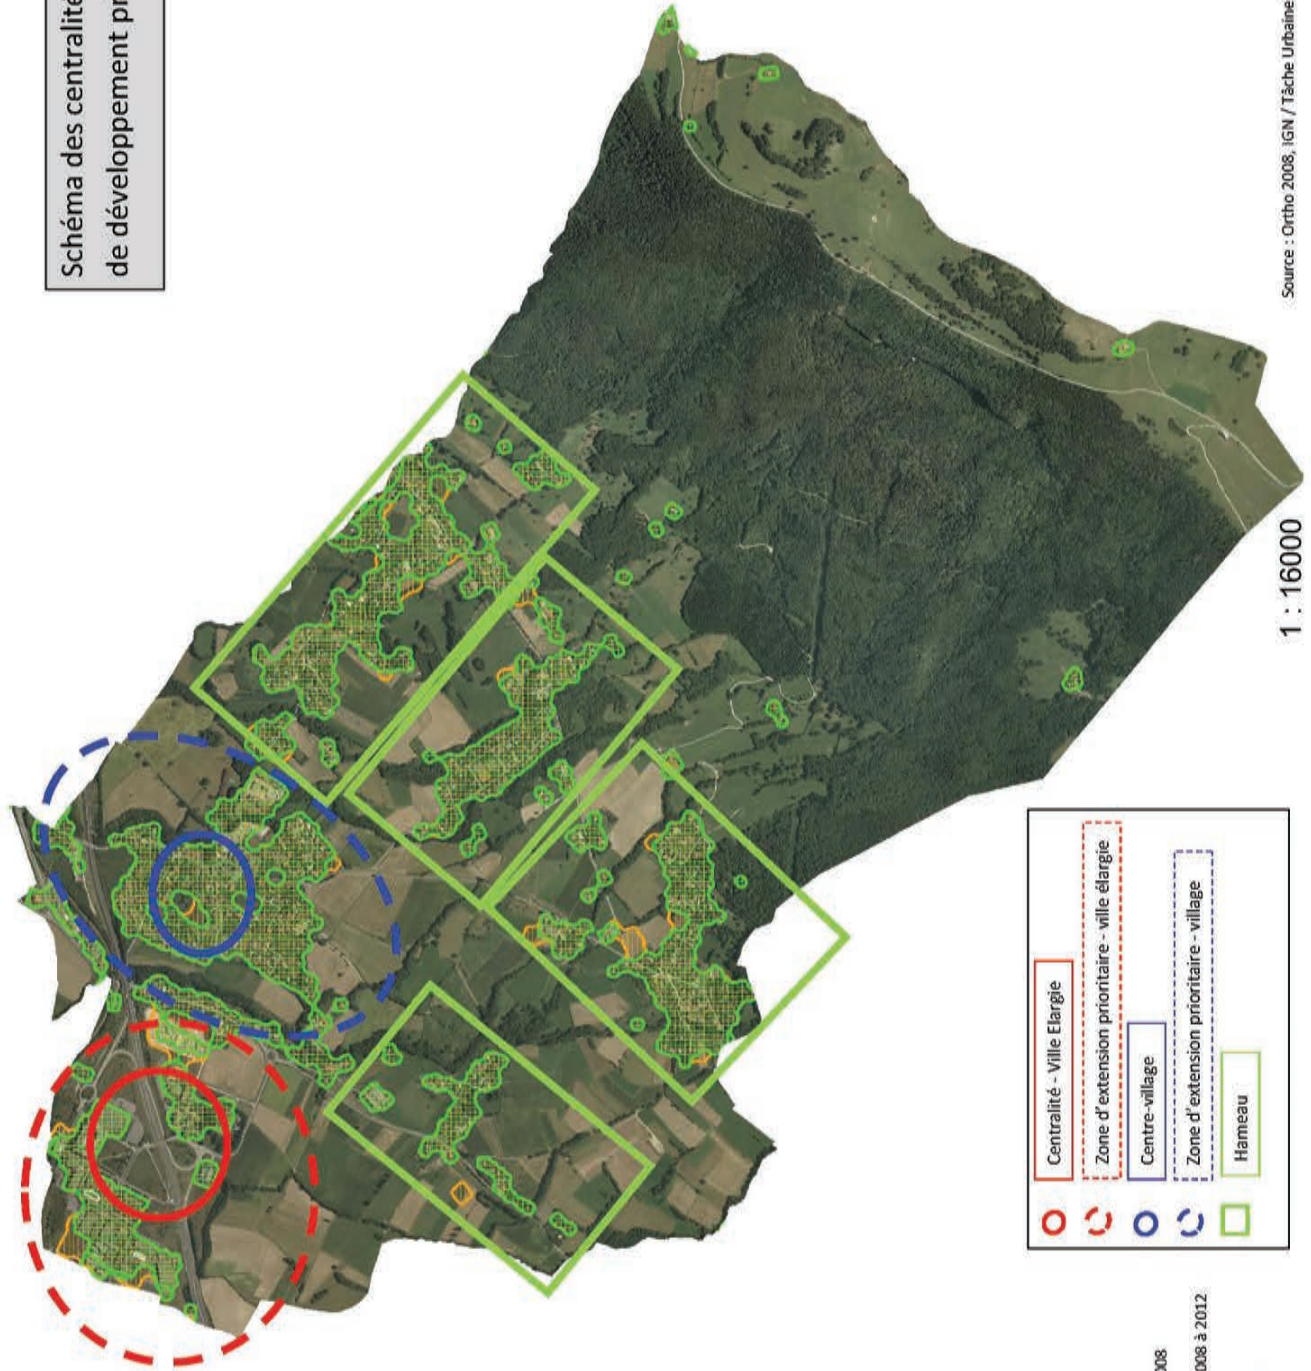 Schéma des centralité
de développement pr
Centralité - Ville Elargie
Zone d'extension prioritaire - ville élargie
Centre-village
Zone d'extension prioritaire - village
Hameau
008 à 2012
1 : 16000
Source : Ortho 2008, IGN / Tâche Urbaine